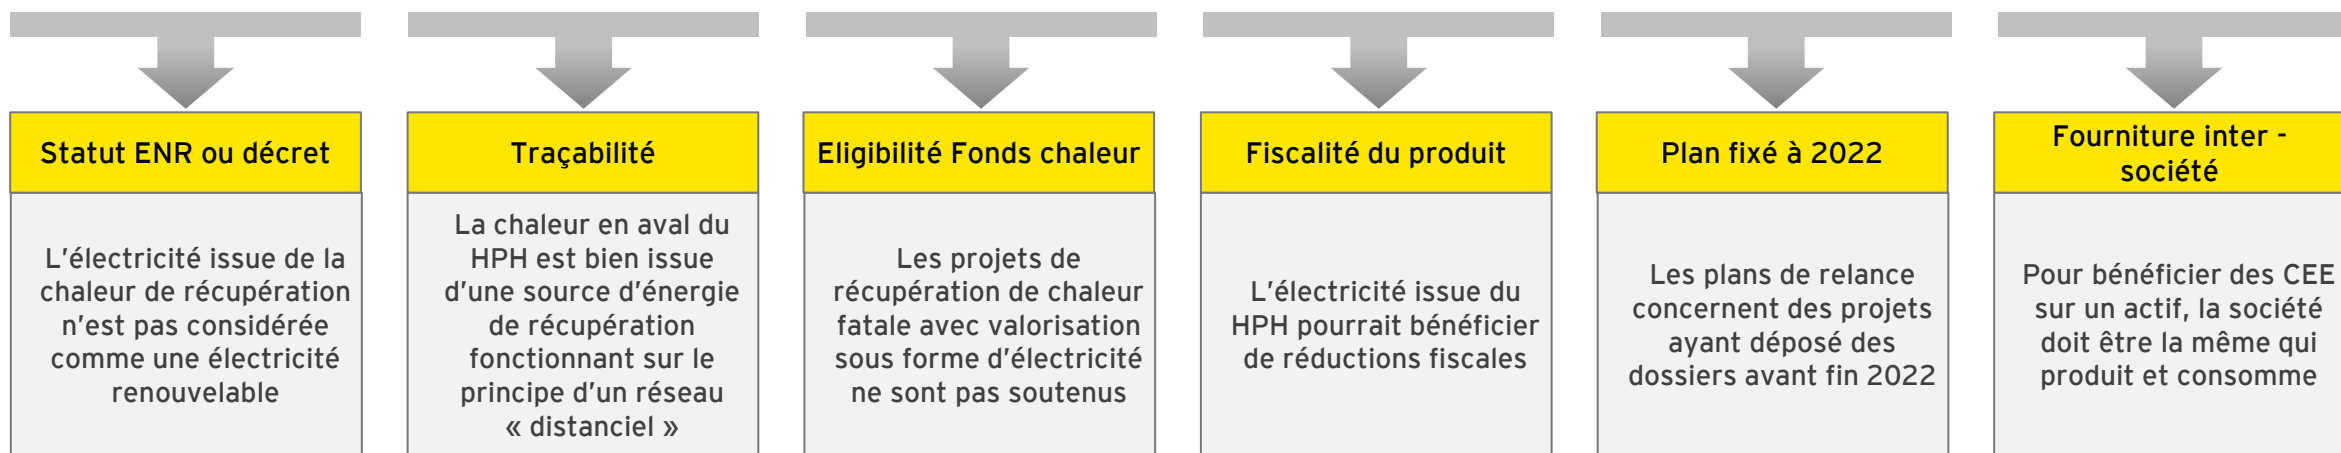 Statut ENR ou décret
L'électricité issue de la
chaleur de récupération
n'est pas considérée
comme une électricité
renouvelable
Traçabilité
La chaleur en aval du
HPH est bien issue
d'une source d'énergie
de récupération
fonctionnant sur le
principe d'un réseau
« distanciel »
Eligibilité Fonds chaleur
Les projets de
récupération de chaleur
fatale avec valorisation
sous forme d'électricité
ne sont pas soutenus
Fiscalité du produit
L'électricité issue du
HPH pourrait bénéficier
de réductions fiscales
Plan fixé à 2022
Les plans de relance
concernent des projets
ayant déposé des
dossiers avant fin 2022
Fourniture inter -
société
Pour bénéficier des CEE
sur un actif, la société
doit être la même qui
produit et consomme